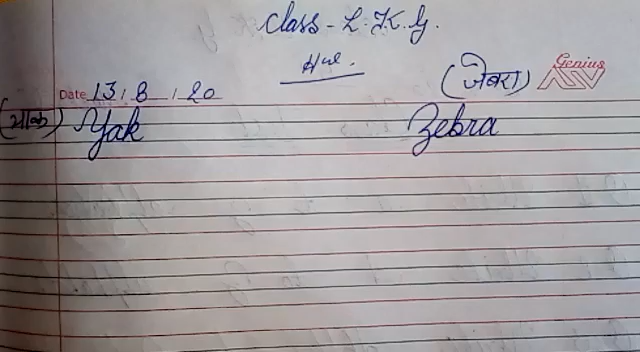 Class - L.K.G.
H.w.
(जेबरा) Genius
Date 13/8/20
(याक) Yak Zebra